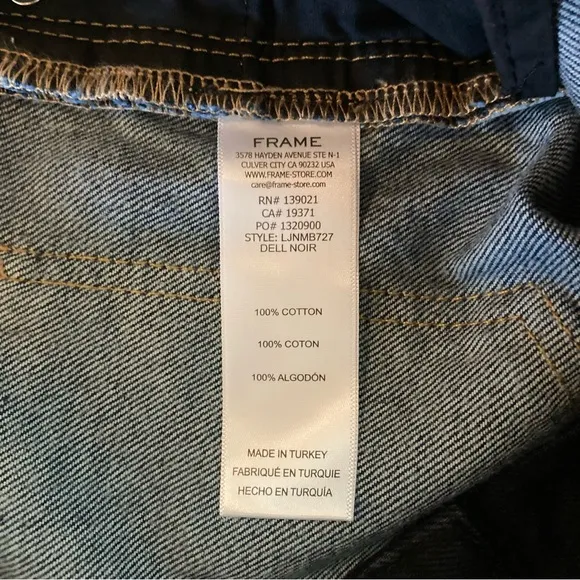 FRAME
3578 HAYDEN AVENUE STE N-1
CULVER CITY CA 90232 USA
WWW.FRAME-STORE.COM
care@frame-store.com
RN# 139021
CA# 19371
PO# 1320900
STYLE: LJNMB727
DELL NOIR
100% COTTON
100% COTON
100% ALGODÓN
MADE IN TURKEY
FABRIQUÉ EN TURQUIE
HECHO EN TURQUÍA